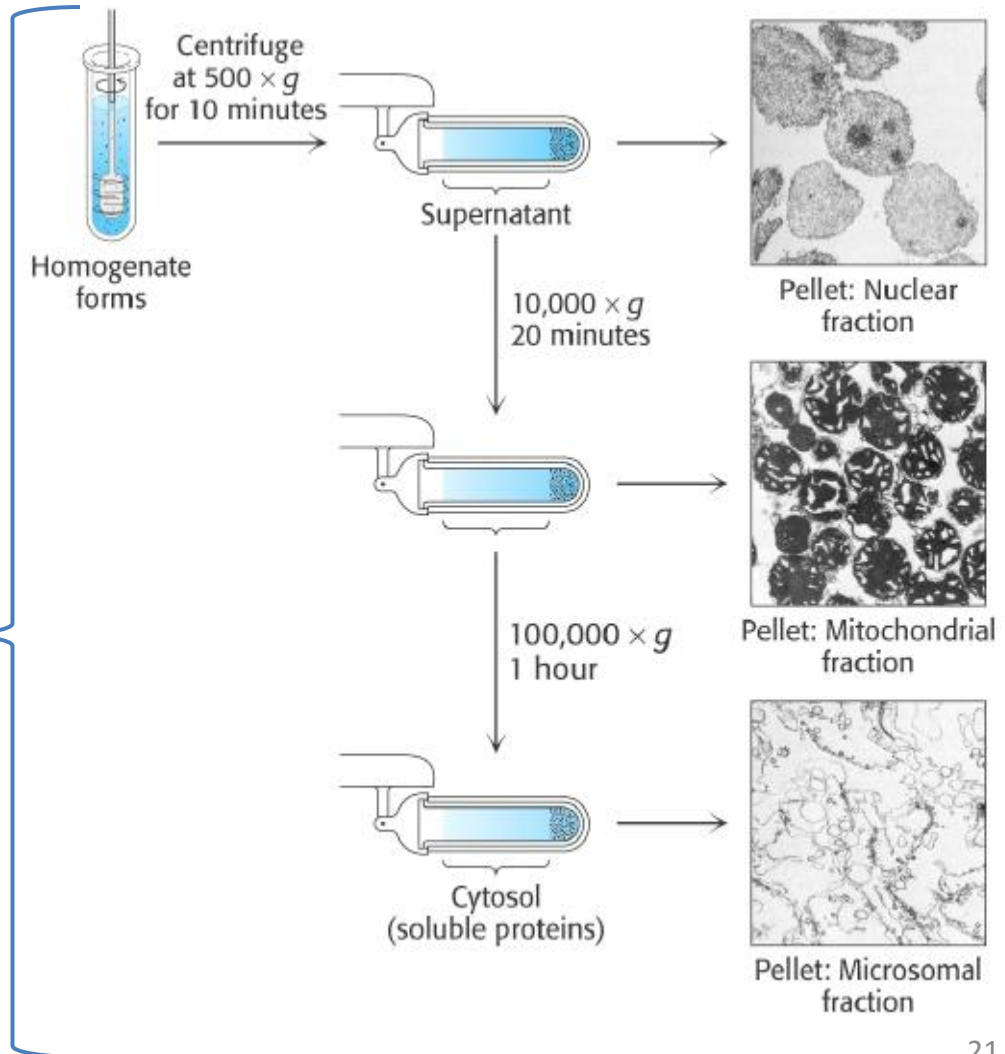 Centrifuge
at 500 × g
for 10 minutes
Homogenate
forms
Supernatant
Pellet: Nuclear
fraction
10,000 × g
20 minutes
Pellet: Mitochondrial
fraction
100,000 × g
1 hour
Cytosol
(soluble proteins)
Pellet: Microsomal
fraction
21